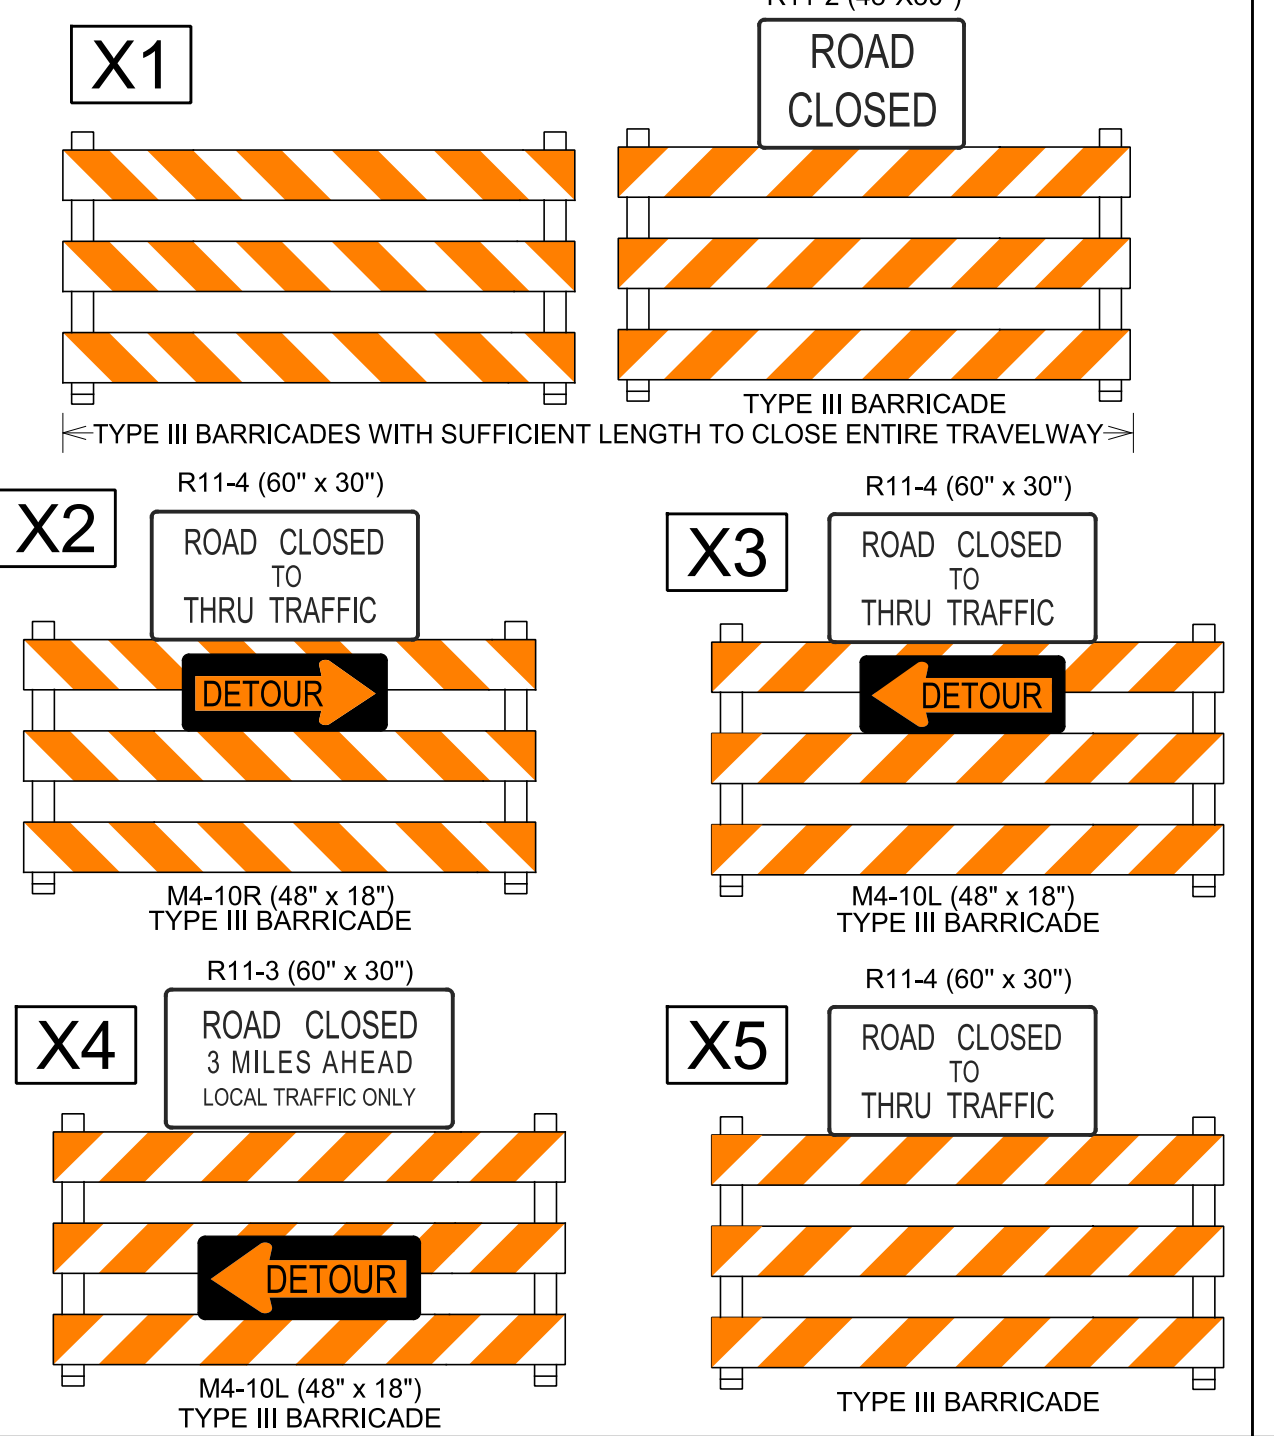 X1
ROAD
CLOSED
TYPE III BARRICADE
TYPE III BARRICADES WITH SUFFICIENT LENGTH TO CLOSE ENTIRE TRAVELWAY
X2
R11-4 (60" x 30")
ROAD CLOSED
TO
THRU TRAFFIC
DETOUR
M4-10R (48" x 18")
TYPE III BARRICADE
X3
R11-4 (60" x 30")
ROAD CLOSED
TO
THRU TRAFFIC
DETOUR
M4-10L (48" x 18")
TYPE III BARRICADE
X4
R11-3 (60" x 30")
ROAD CLOSED
3 MILES AHEAD
LOCAL TRAFFIC ONLY
DETOUR
M4-10L (48" x 18")
TYPE III BARRICADE
X5
R11-4 (60" x 30")
ROAD CLOSED
TO
THRU TRAFFIC
TYPE III BARRICADE